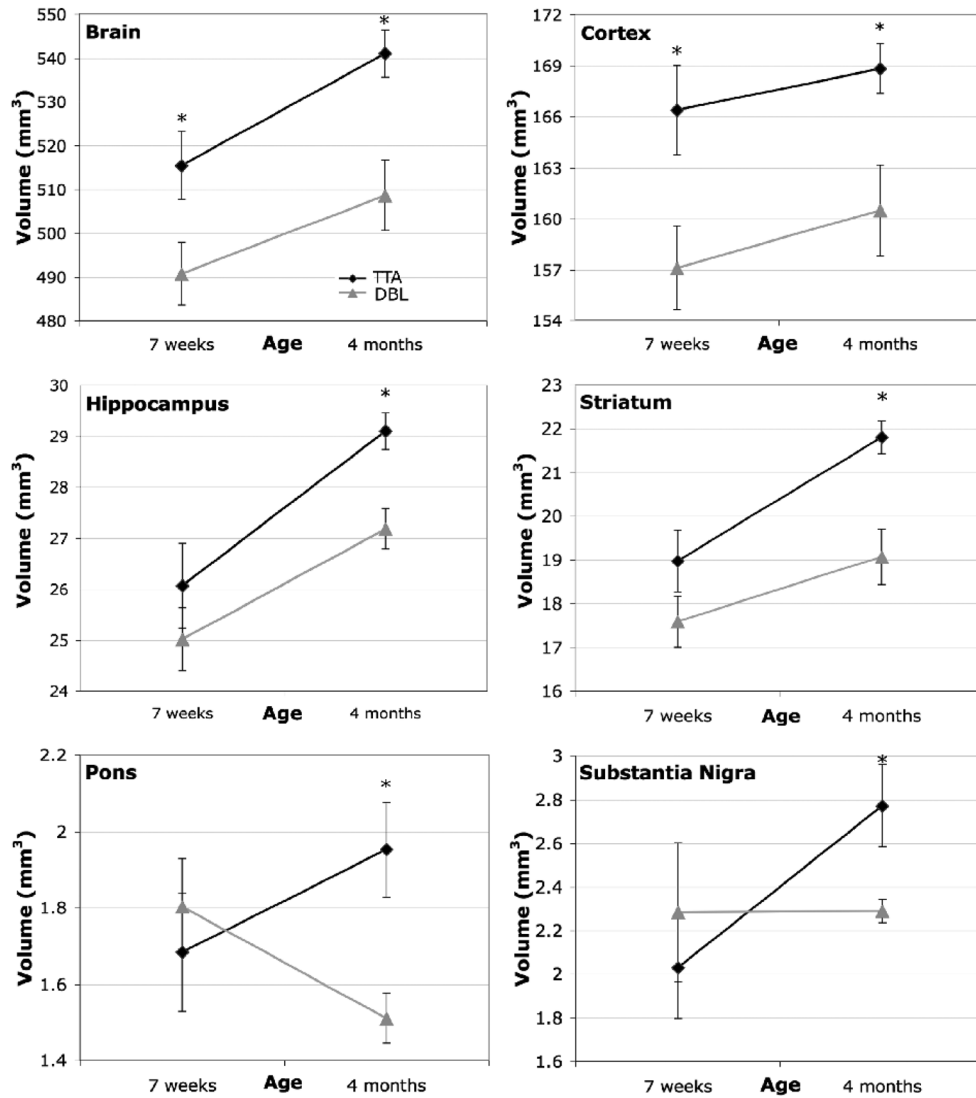 Brain
*
*
550
540
530
520
510
500
490
480
Volume (mm³)
TTA
DBL
7 weeks Age 4 months
Cortex
*
*
172
169
166
163
160
157
154
Volume (mm³)
7 weeks Age 4 months
Hippocampus
*
30
29
28
27
26
25
24
Volume (mm³)
7 weeks Age 4 months
Striatum
*
23
22
21
20
19
18
17
16
Volume (mm³)
7 weeks Age 4 months
Pons
*
2.2
2
1.8
1.6
1.4
Volume (mm³)
7 weeks Age 4 months
Substantia Nigra
*
3
2.8
2.6
2.4
2.2
2
1.8
1.6
Volume (mm³)
7 weeks Age 4 months